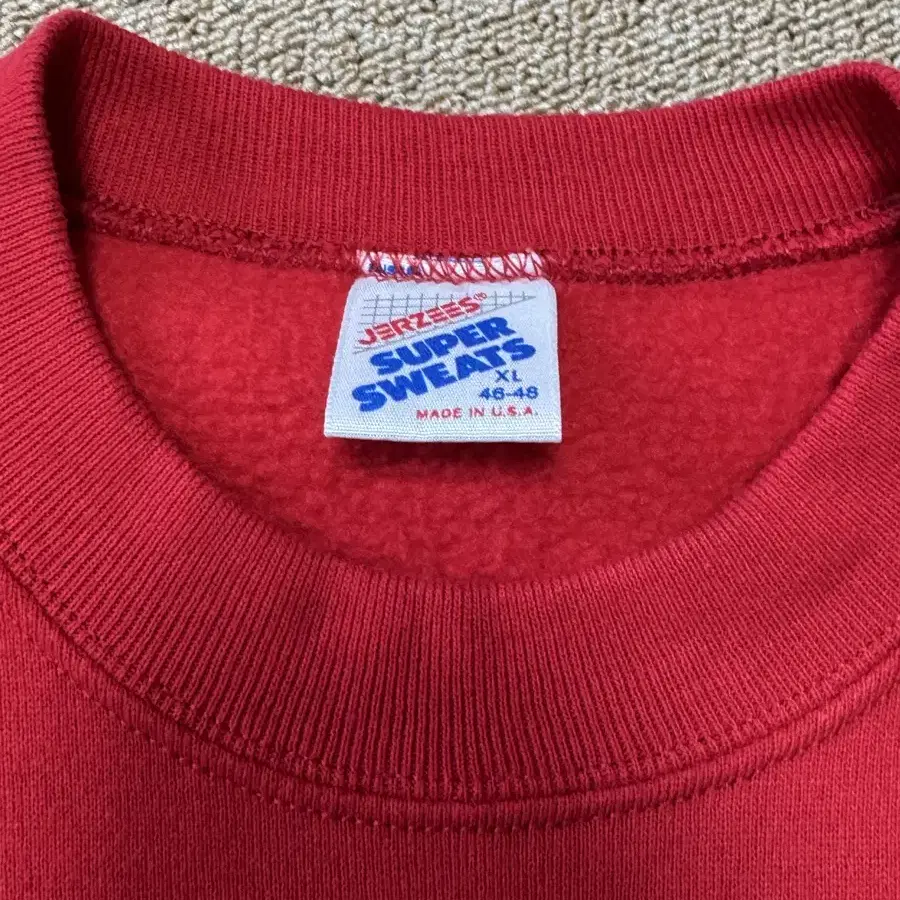 JERZEES®
SUPER
SWEATS
XL
46-48
MADE IN U.S.A.